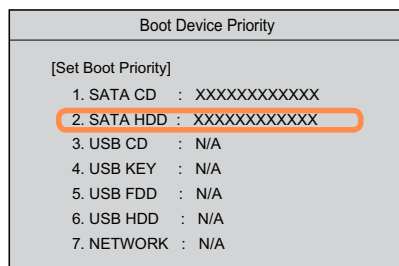 Boot Device Priority
[Set Boot Priority]
1. SATA CD : XXXXXXXXXXXX
2. SATA HDD : XXXXXXXXXXXX
3. USB CD : N/A
4. USB KEY : N/A
5. USB FDD : N/A
6. USB HDD : N/A
7. NETWORK : N/A